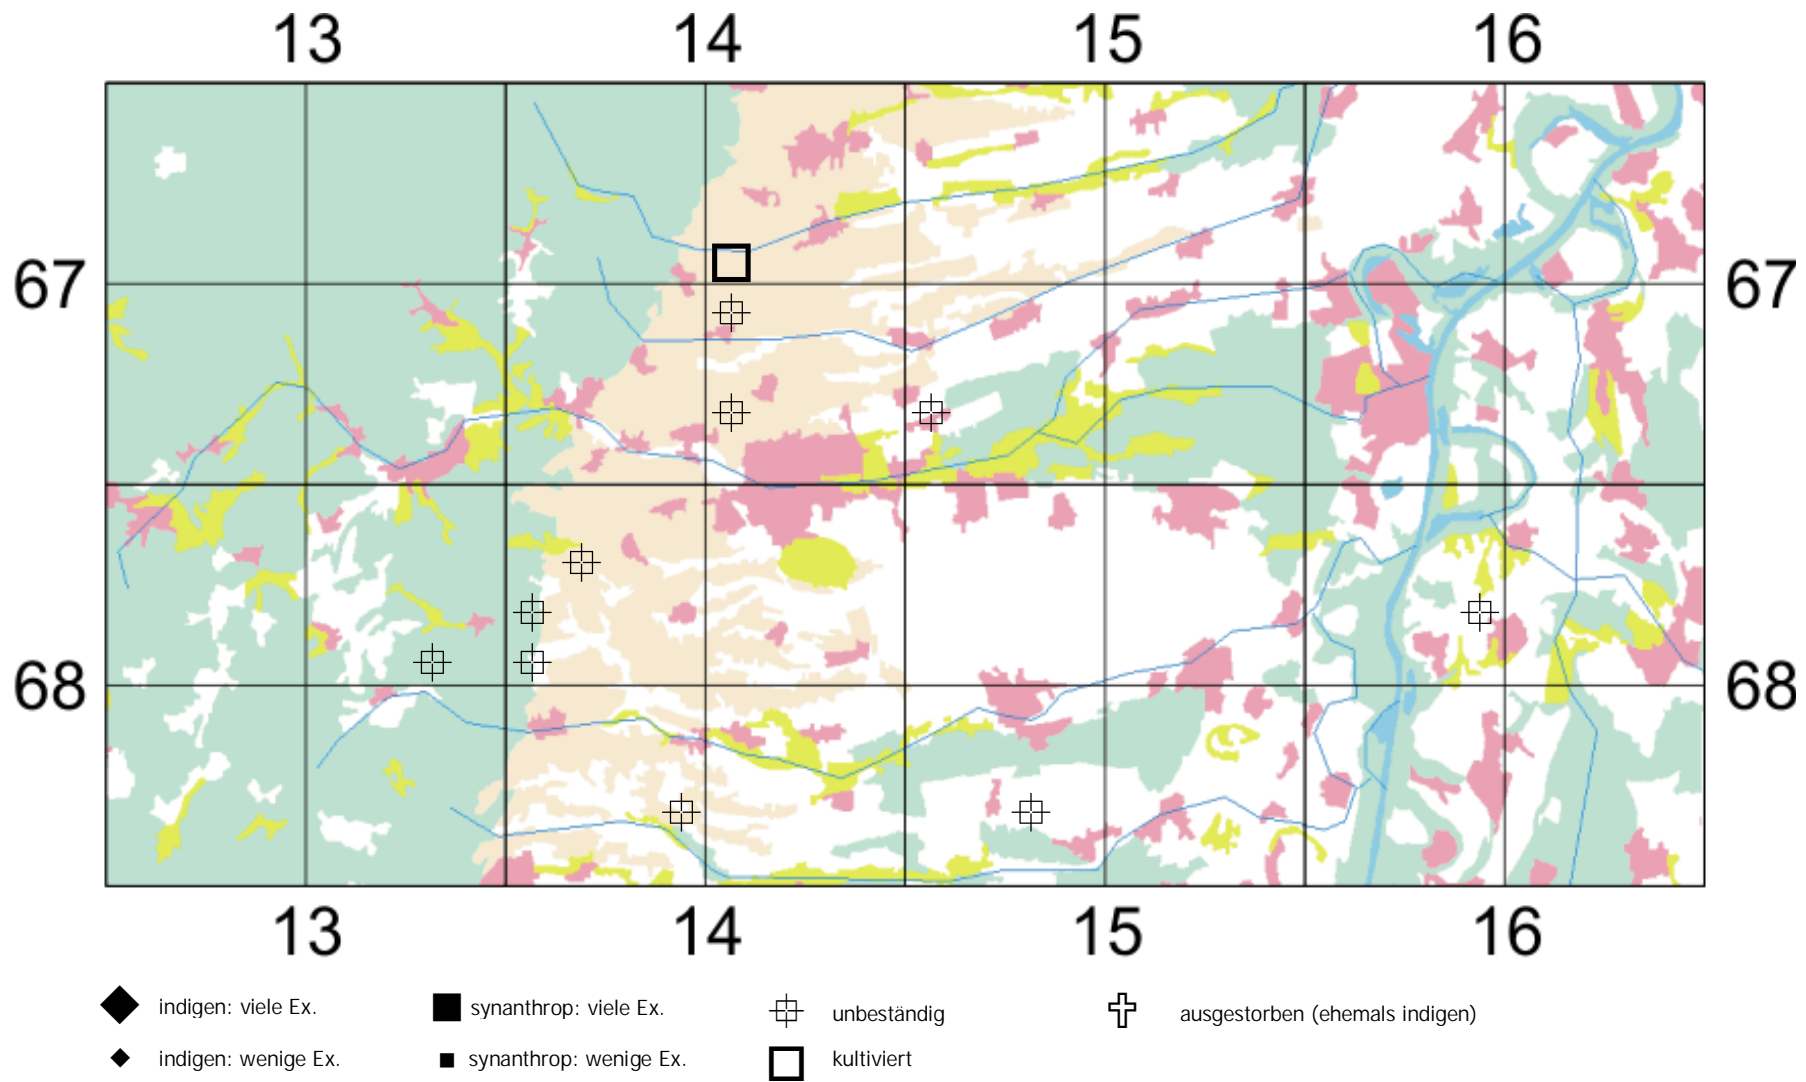 13 14 15 16
67 67
68 68
13 14 15 16
indigen: viele Ex. synanthrop: viele Ex. unbeständig ausgestorben (ehemals indigen)
indigen: wenige Ex. synanthrop: wenige Ex. kultiviert